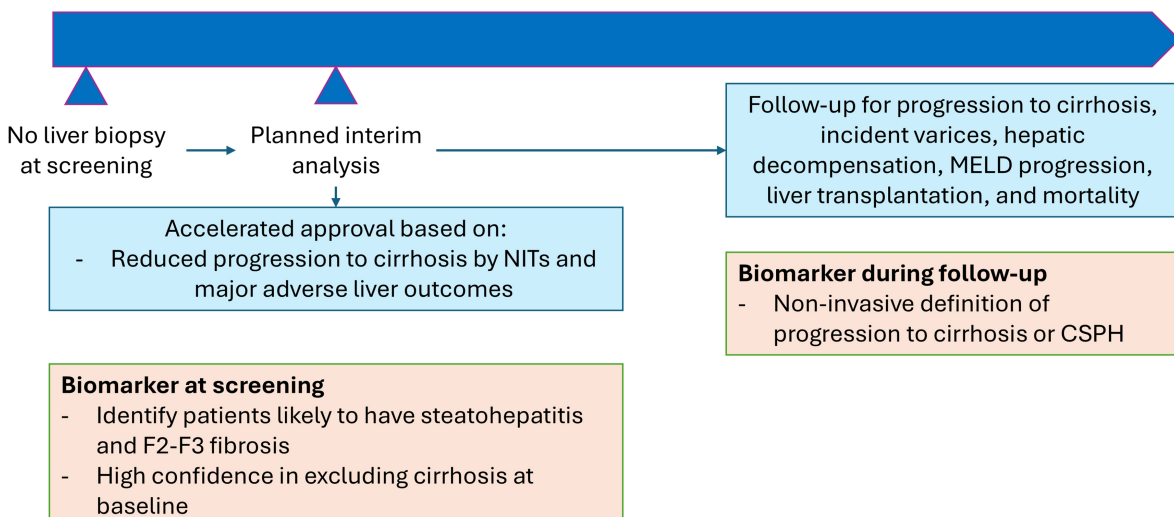 No liver biopsy
at screening
Planned interim
analysis
Follow-up for progression to cirrhosis,
incident varices, hepatic
decompensation, MELD progression,
liver transplantation, and mortality
Accelerated approval based on:
- Reduced progression to cirrhosis by NITs and
major adverse liver outcomes
Biomarker during follow-up
- Non-invasive definition of
progression to cirrhosis or CSPH
Biomarker at screening
- Identify patients likely to have steatohepatitis
and F2-F3 fibrosis
- High confidence in excluding cirrhosis at
baseline